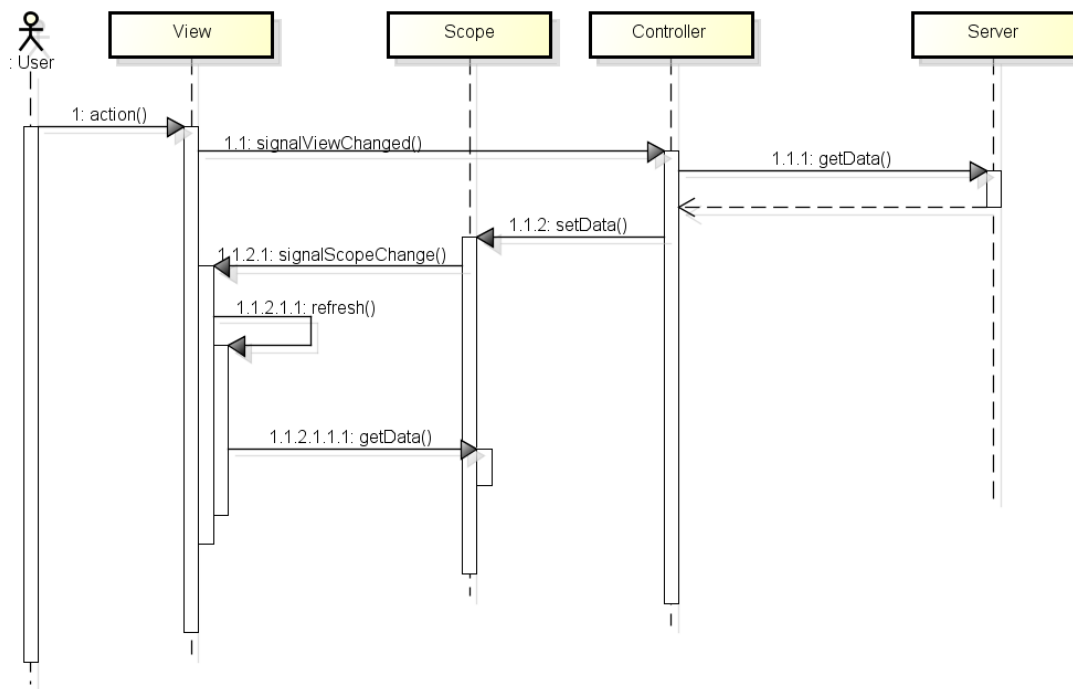 View
Scope
Controller
Server
: User
1: action()
1.1: signalViewChanged()
1.1.1: getData()
1.1.2: setData()
1.1.2.1: signalScopeChange()
1.1.2.1.1: refresh()
1.1.2.1.1.1: getData()